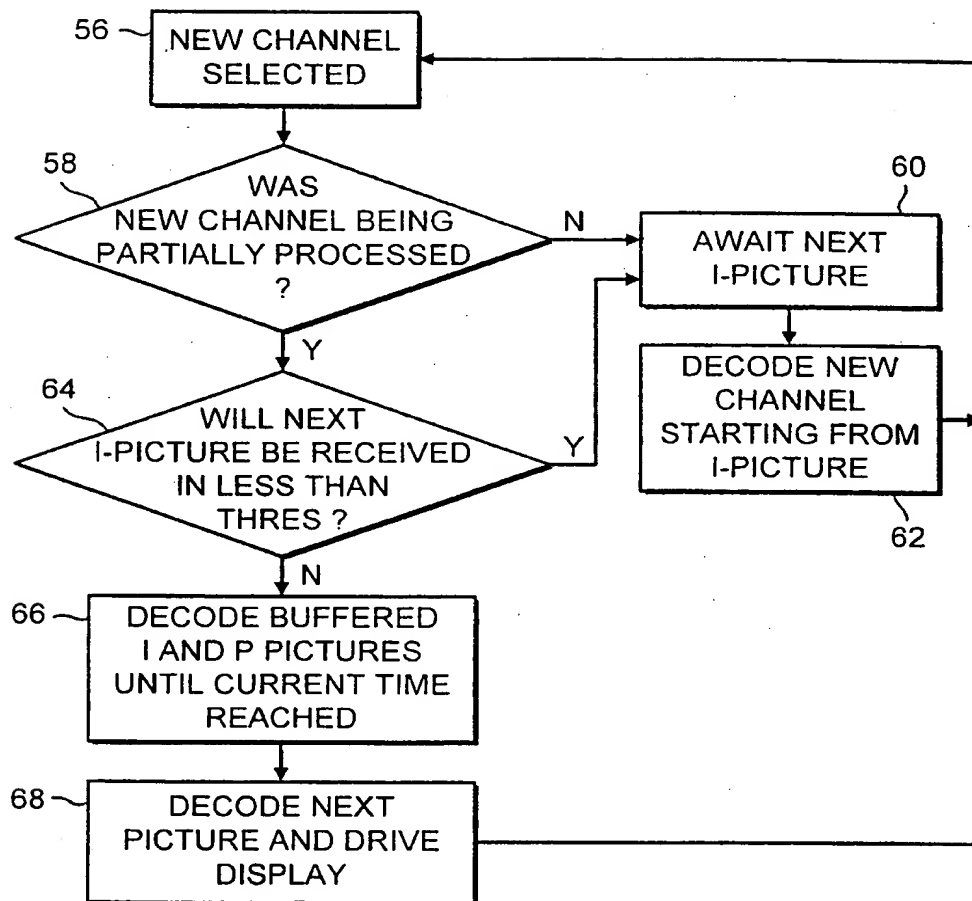 56
NEW CHANNEL
SELECTED
58
WAS
NEW CHANNEL BEING
PARTIALLY PROCESSED
?
N
60
AWAIT NEXT
I-PICTURE
Y
64
WILL NEXT
I-PICTURE BE RECEIVED
IN LESS THAN
THRES ?
Y
DECODE NEW
CHANNEL
STARTING FROM
I-PICTURE
62
N
66
DECODE BUFFERED
I AND P PICTURES
UNTIL CURRENT TIME
REACHED
68
DECODE NEXT
PICTURE AND DRIVE
DISPLAY